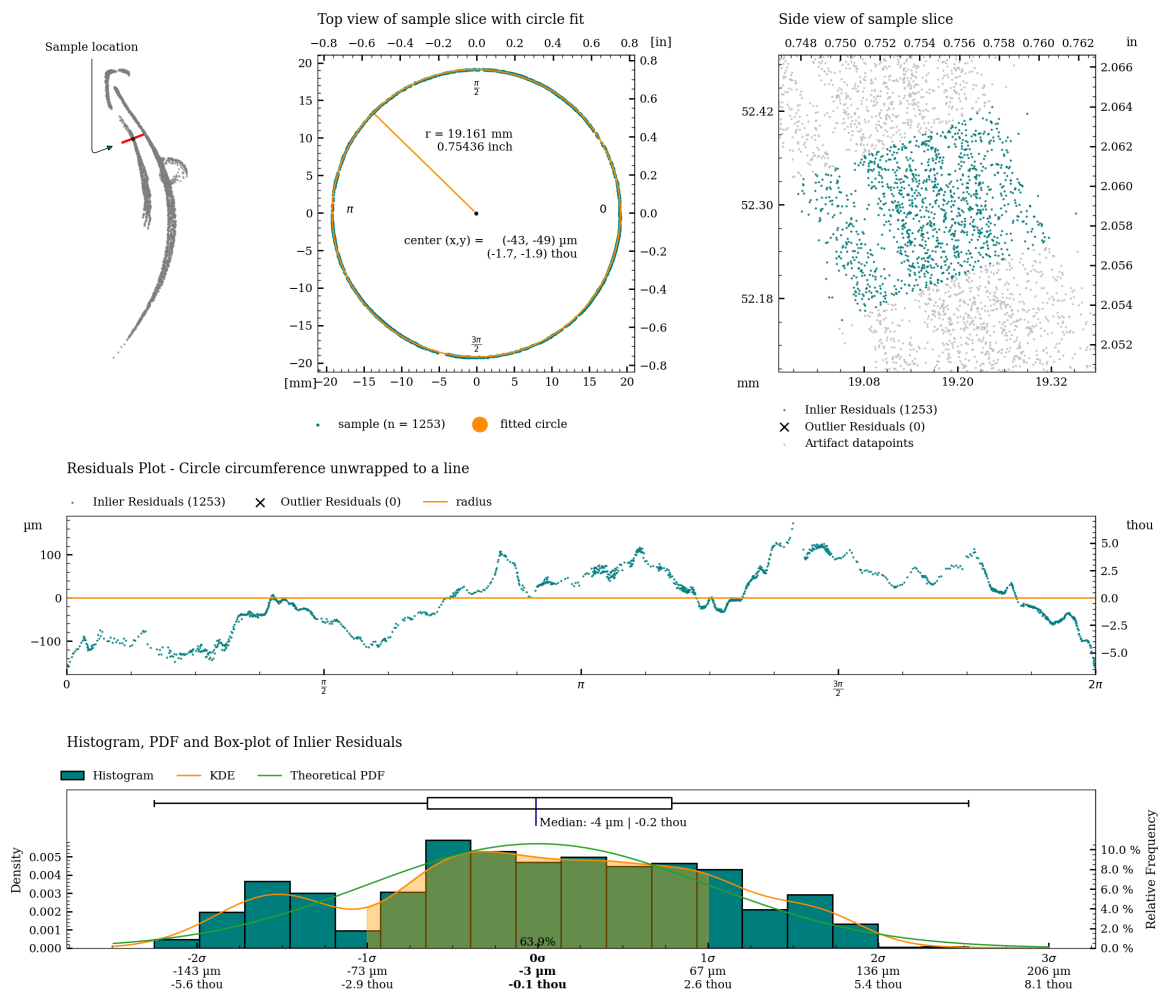 Sample location
Top view of sample slice with circle fit
−0.8 −0.6 −0.4 −0.2 0.0 0.2 0.4 0.6 0.8 [in]
20 15 10 5 0 −5 −10 −15 −20
0.8 0.6 0.4 0.2 0.0 −0.2 −0.4 −0.6 −0.8
π/2
r = 19.161 mm
0.75436 inch
π 0
center (x,y) = (-43, -49) µm
(-1.7, -1.9) thou
3π/2
[mm] −20 −15 −10 −5 0 5 10 15 20
sample (n = 1253) fitted circle
Side view of sample slice
0.748 0.750 0.752 0.754 0.756 0.758 0.760 0.762 in
52.42 52.30 52.18
2.066 2.064 2.062 2.060 2.058 2.056 2.054 2.052
mm 19.08 19.20 19.32
Inlier Residuals (1253)
Outlier Residuals (0)
Artifact datapoints
Residuals Plot - Circle circumference unwrapped to a line
Inlier Residuals (1253) Outlier Residuals (0) radius
µm thou
100 0 −100
5.0 2.5 0.0 −2.5 −5.0
0 π/2 π 3π/2 2π
Histogram, PDF and Box-plot of Inlier Residuals
Histogram KDE Theoretical PDF
Median: -4 µm | -0.2 thou
Density
0.005 0.004 0.003 0.002 0.001 0.000
Relative Frequency
10.0 % 8.0 % 6.0 % 4.0 % 2.0 % 0.0 %
63.9%
-2σ -1σ 0σ 1σ 2σ 3σ
-143 µm -73 µm -3 µm 67 µm 136 µm 206 µm
-5.6 thou -2.9 thou -0.1 thou 2.6 thou 5.4 thou 8.1 thou